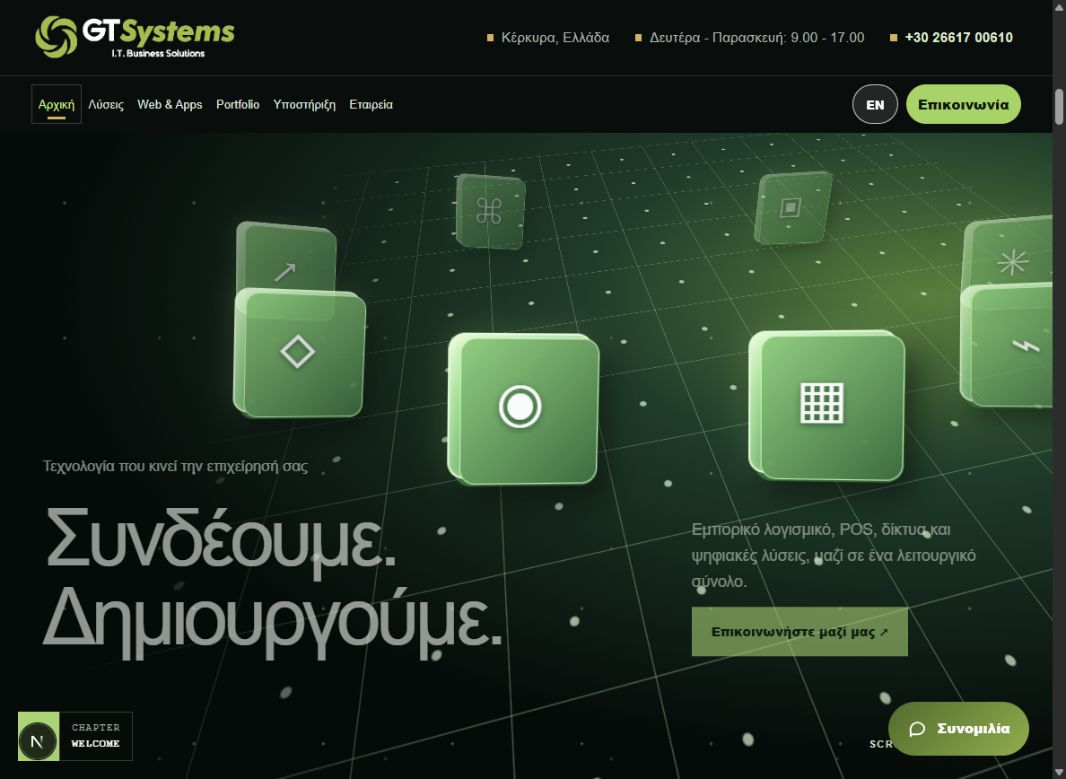 GTSystems
I.T. Business Solutions
Κέρκυρα, Ελλάδα
Δευτέρα - Παρασκευή: 9.00 - 17.00
+30 26617 00610
Αρχική
Λύσεις
Web & Apps
Portfolio
Υποστήριξη
Εταιρεία
EN
Επικοινωνία
Τεχνολογία που κινεί την επιχείρησή σας
Συνδέουμε.
Δημιουργούμε.
Εμπορικό λογισμικό, POS, δίκτυα και
ψηφιακές λύσεις, μαζί σε ένα λειτουργικό
σύνολο.
Επικοινωνήστε μαζί μας ↗
N
CHAPTER
WELCOME
SCR
Συνομιλία